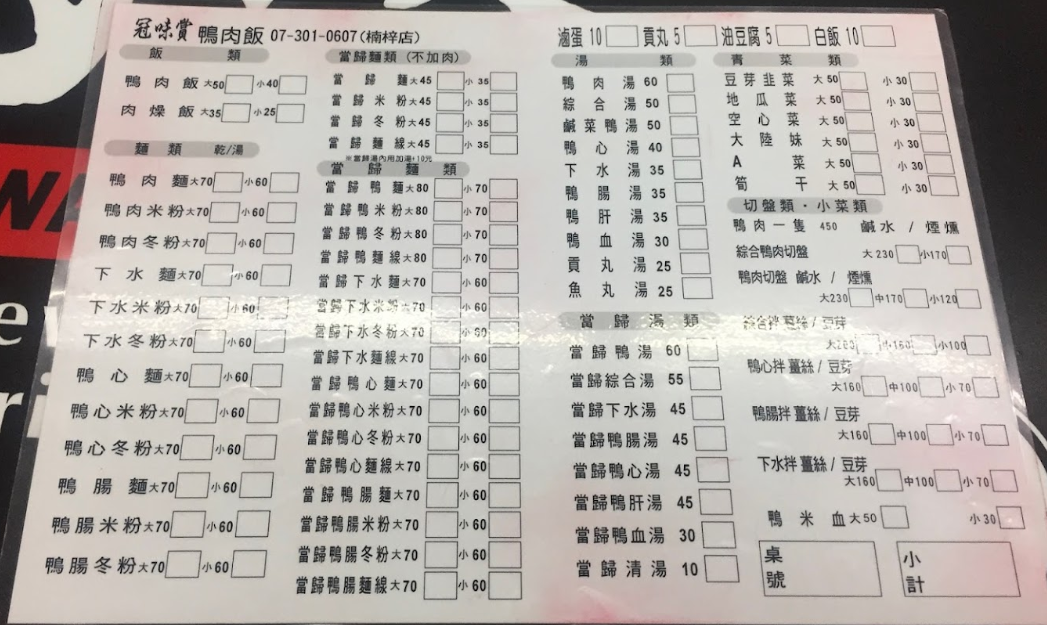 冠味賞 鴨肉飯 07-301-0607(楠梓店)
飯類
鴨肉飯 大50 小40
肉燥飯 大35 小25
麵類 乾/湯
鴨肉麵大70 小60
鴨肉米粉大70 小60
鴨肉冬粉大70 小60
下水麵大70 小60
下水米粉大70 小60
下水冬粉大70 小60
鴨心麵大70 小60
鴨心米粉大70 小60
鴨心冬粉大70 小60
鴨腸麵大70 小60
鴨腸米粉大70 小60
鴨腸冬粉大70 小60
當歸麵類(不加肉)
當歸麵大45 小35
當歸米粉大45 小35
當歸冬粉大45 小35
當歸麵線大45 小35
※當歸湯內用加湯+10元
當歸麵類
當歸鴨麵大80 小70
當歸鴨米粉大80 小70
當歸鴨冬粉大80 小70
當歸鴨麵線大80 小70
當歸下水麵大70 小60
當歸下水米粉大70 小60
當歸下水冬粉大70 小60
當歸下水麵線大70 小60
當歸鴨心麵大70 小60
當歸鴨心米粉大70 小60
當歸鴨心冬粉大70 小60
當歸鴨心麵線大70 小60
當歸鴨腸麵大70 小60
當歸鴨腸米粉大70 小60
當歸鴨腸冬粉大70 小60
當歸鴨腸麵線大70 小60
滷蛋 10 貢丸 5 油豆腐 5 白飯 10
湯類
鴨肉湯 60
綜合湯 50
鹹菜鴨湯 50
鴨心湯 40
下水湯 35
鴨腸湯 35
鴨肝湯 35
鴨血湯 30
貢丸湯 25
魚丸湯 25
當歸湯類
當歸鴨湯 60
當歸綜合湯 55
當歸下水湯 45
當歸鴨腸湯 45
當歸鴨心湯 45
當歸鴨肝湯 45
當歸鴨血湯 30
當歸清湯 10
青菜類
豆芽韭菜 大50 小30
地瓜菜 大50 小30
空心菜 大50 小30
大陸妹 大50 小30
A菜 大50 小30
筍干 大50 小30
切盤類・小菜類
鴨肉一隻 450 鹹水 / 煙燻
綜合鴨肉切盤 大230 小170
鴨肉切盤 鹹水 / 煙燻
大230 中170 小120
綜合拌薑絲 / 豆芽
中150 小100
鴨心拌薑絲 / 豆芽
大160 中100 小70
鴨腸拌薑絲 / 豆芽
大160 中100 小70
下水拌薑絲 / 豆芽
大160 中100 小70
鴨米血大50 小30
桌號
小計